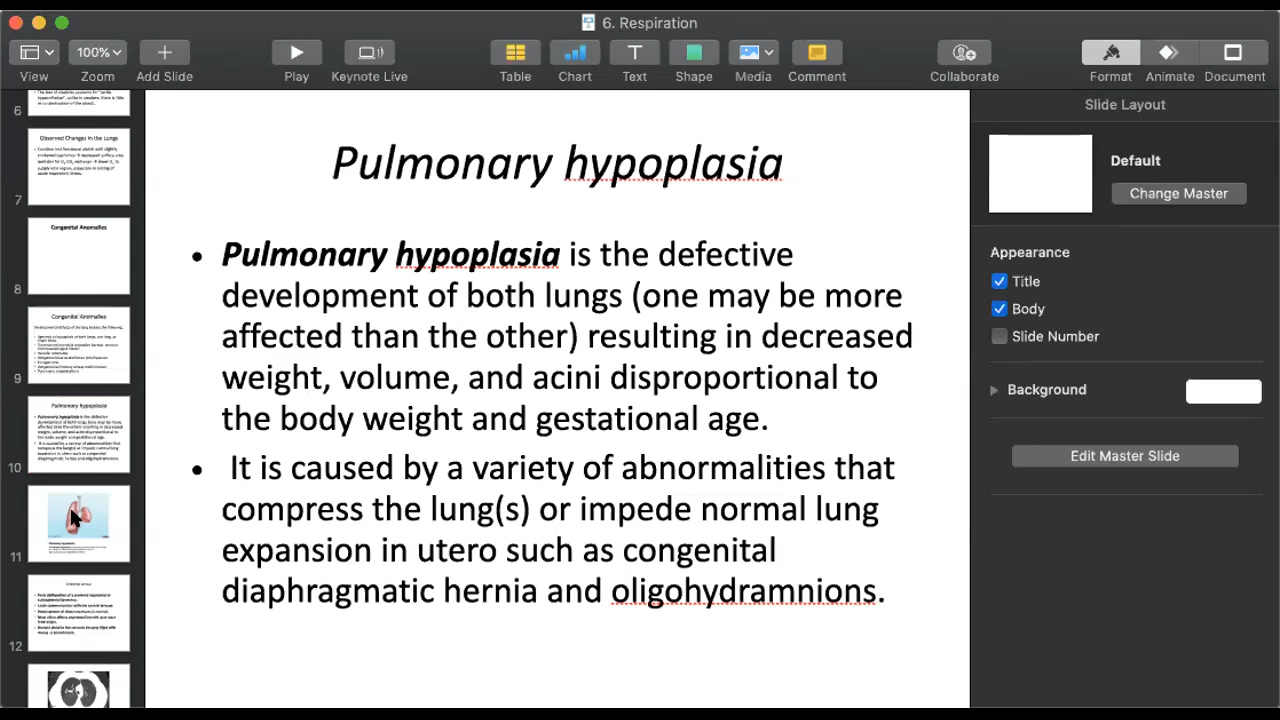 6. Respiration
View
100%
Zoom
Add Slide
Play
Keynote Live
Table
Chart
Text
Shape
Media
Comment
Collaborate
Format
Animate
Document
Slide Layout
Default
Change Master
Appearance
Title
Body
Slide Number
Background
Edit Master Slide
6
7
Observed Changes in the Lungs
8
Congenital Anomalies
9
Congenital Anomalies
10
Pulmonary hypoplasia
11
12
Pulmonary hypoplasia
• Pulmonary hypoplasia is the defective
development of both lungs (one may be more
affected than the other) resulting in decreased
weight, volume, and acini disproportional to
the body weight and gestational age.
• It is caused by a variety of abnormalities that
compress the lung(s) or impede normal lung
expansion in utero such as congenital
diaphragmatic hernia and oligohydramnions.